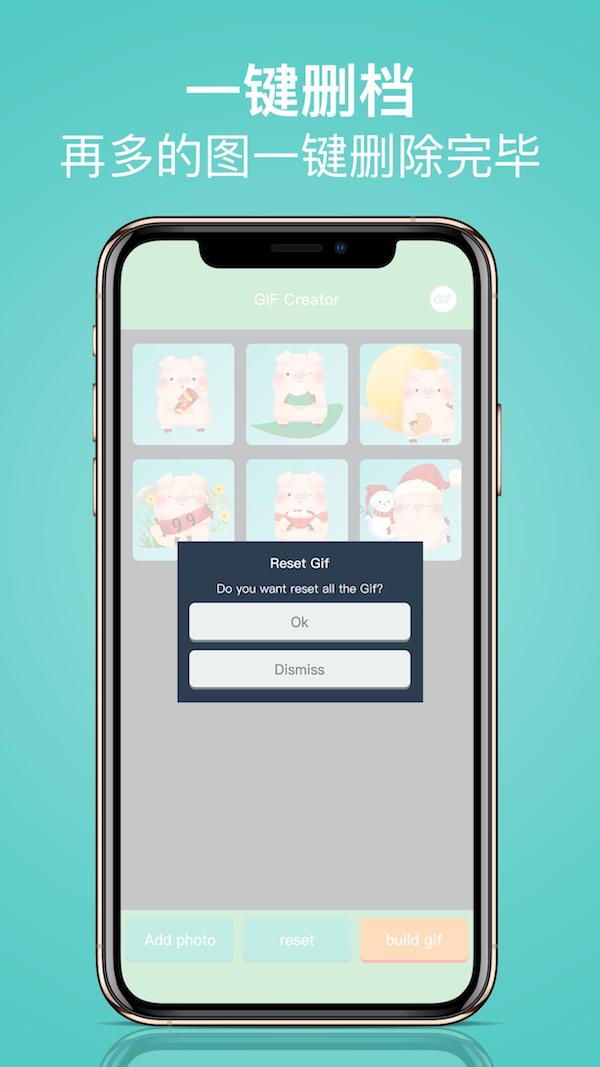 一键删档
再多的图一键删除完毕
GIF Creator
GIF
99
Reset Gif
Do you want reset all the Gif?
Ok
Dismiss
Add photo
reset
build gif